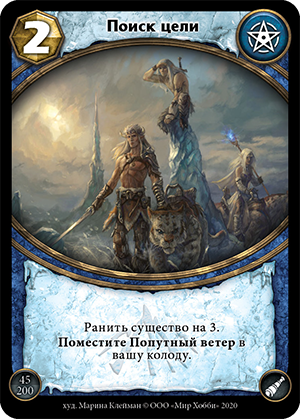 Поиск цели
2
Ранить существо на 3.
Поместите Попутный ветер в
вашу колоду.
45
200
худ. Марина Клейман © ООО «Мир Хобби» 2020